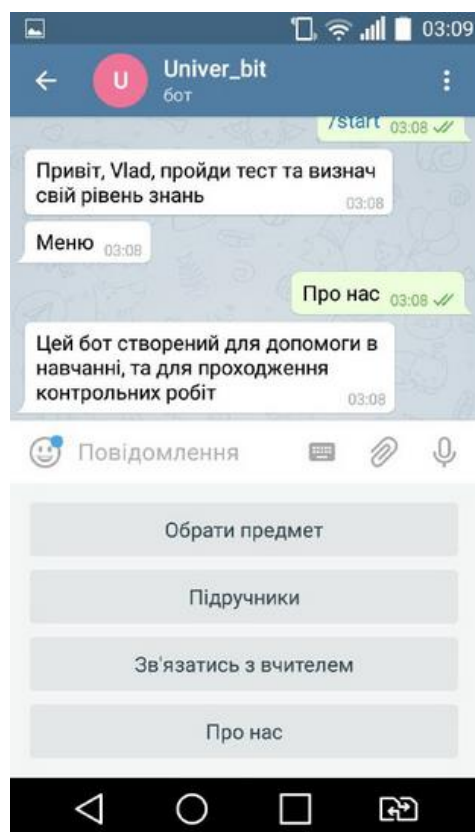 03:09
U
Univer_bit
бот
/start 03:08
Привіт, Vlad, пройди тест та визнач
свій рівень знань
03:08
Меню 03:08
Про нас 03:08
Цей бот створений для допомоги в
навчанні, та для проходження
контрольних робіт
03:08
Повідомлення
Обрати предмет
Підручники
Зв'язатись з вчителем
Про нас